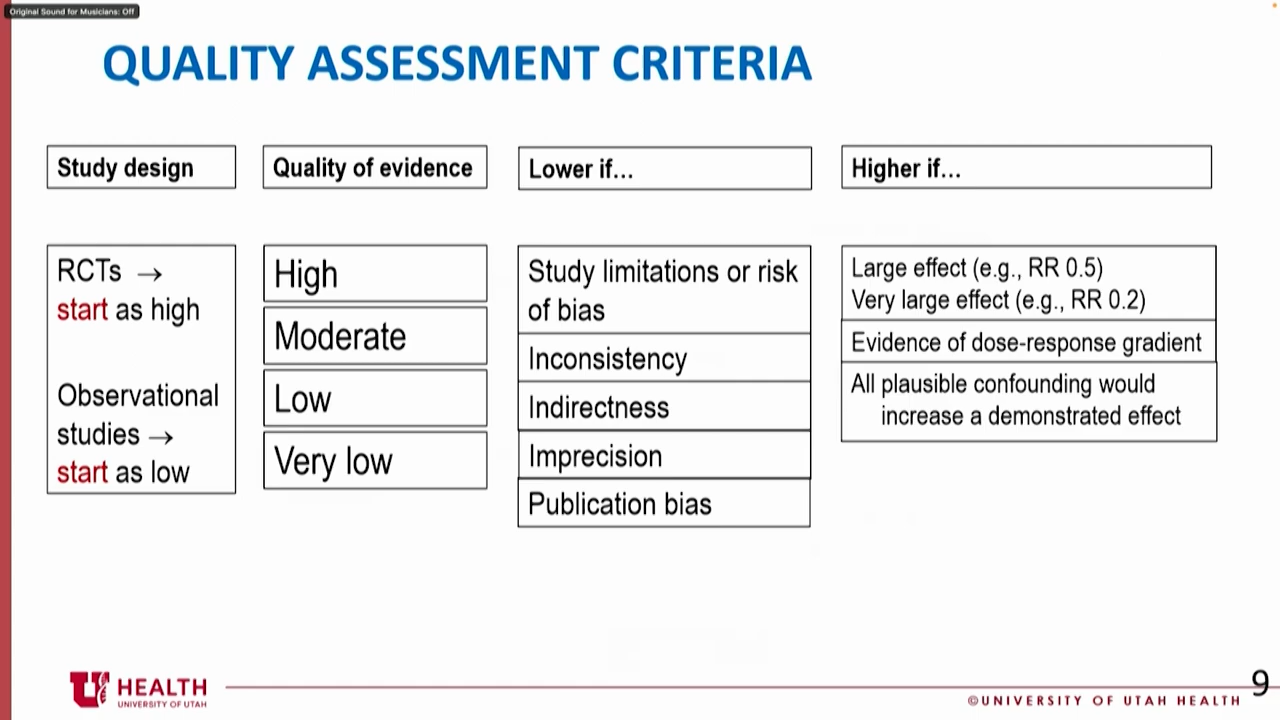 Original Sound for Musicians: Off
QUALITY ASSESSMENT CRITERIA
Study design
Quality of evidence
Lower if...
Higher if...
RCTs →
start as high
Observational
studies →
start as low
High
Moderate
Low
Very low
Study limitations or risk
of bias
Inconsistency
Indirectness
Imprecision
Publication bias
Large effect (e.g., RR 0.5)
Very large effect (e.g., RR 0.2)
Evidence of dose-response gradient
All plausible confounding would
increase a demonstrated effect
U HEALTH
UNIVERSITY OF UTAH
©UNIVERSITY OF UTAH HEALTH
9